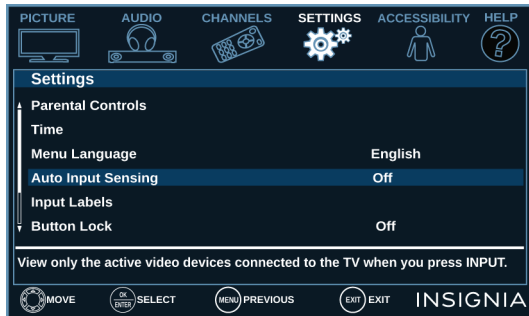 PICTURE AUDIO CHANNELS SETTINGS ACCESSIBILITY HELP
?
Settings
Parental Controls
Time
Menu Language English
Auto Input Sensing Off
Input Labels
Button Lock Off
View only the active video devices connected to the TV when you press INPUT.
MOVE OK ENTER SELECT MENU PREVIOUS EXIT EXIT INSIGNIA